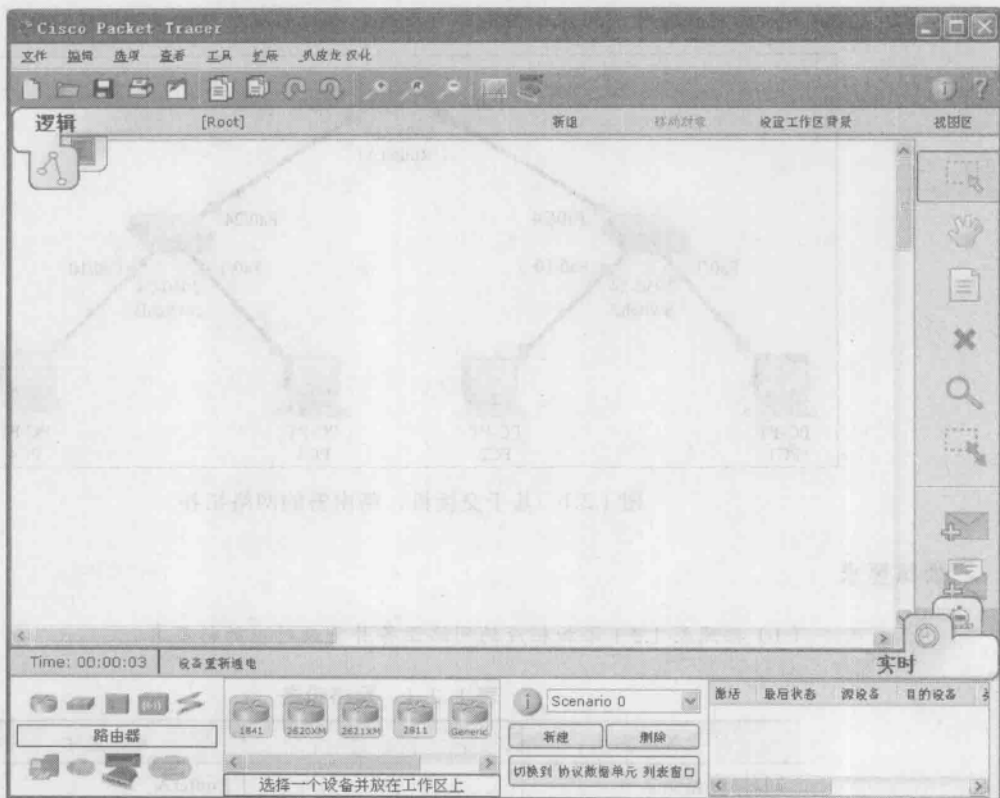 Cisco Packet Tracer
文件 编辑 选项 查看 工具 扩展 爪皮龙 汉化
逻辑 [Root] 新组 移动对象 设置工作区背景 视图区
Time: 00:00:03 设备重新通电 实时
路由器
1841 2620XM 2621XM 2811 Generic
选择一个设备并放在工作区上
Scenario 0
新建 删除
切换到 协议数据单元 列表窗口
激活 最后状态 源设备 目的设备